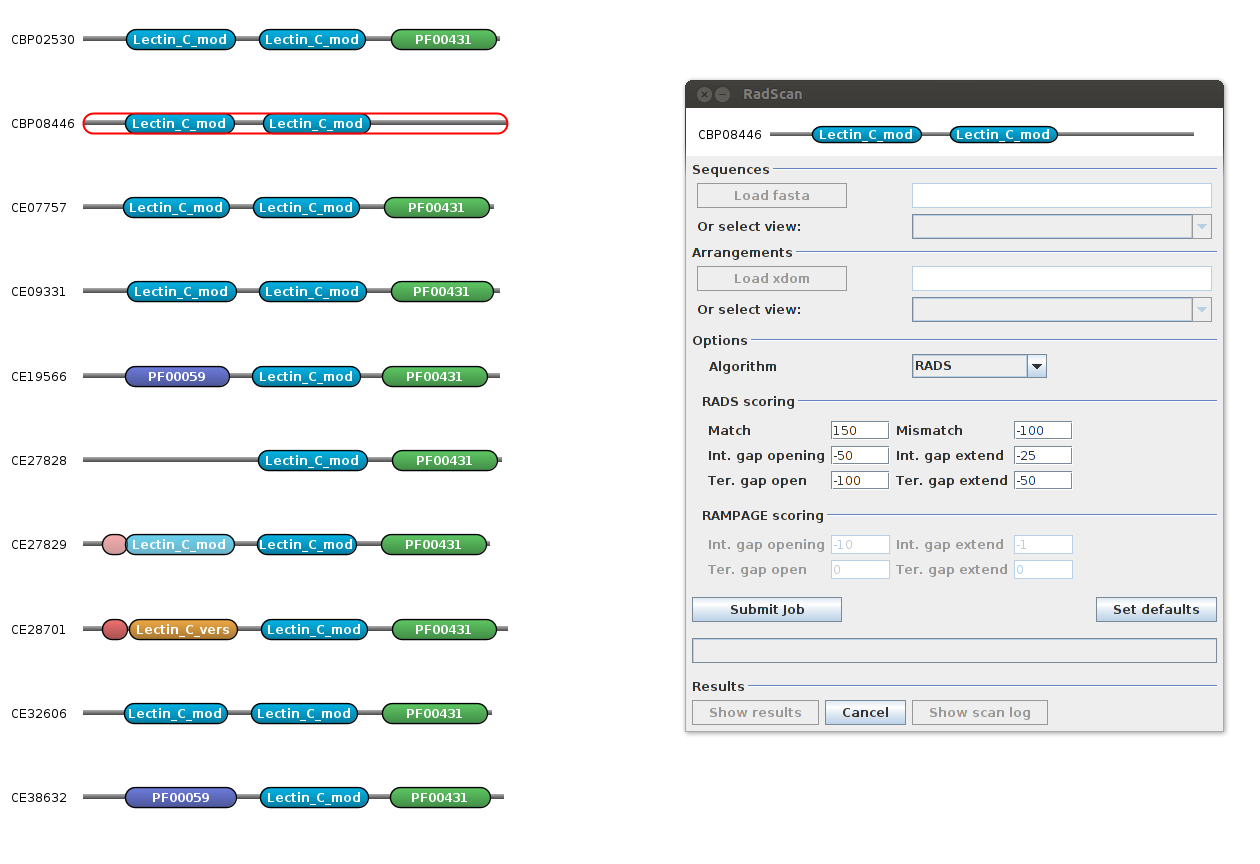 CBP02530 Lectin_C_mod Lectin_C_mod PF00431
CBP08446 Lectin_C_mod Lectin_C_mod
CE07757 Lectin_C_mod Lectin_C_mod PF00431
CE09331 Lectin_C_mod Lectin_C_mod PF00431
CE19566 PF00059 Lectin_C_mod PF00431
CE27828 Lectin_C_mod PF00431
CE27829 Lectin_C_mod Lectin_C_mod PF00431
CE28701 Lectin_C_vers Lectin_C_mod PF00431
CE32606 Lectin_C_mod Lectin_C_mod PF00431
CE38632 PF00059 Lectin_C_mod PF00431
RadScan
CBP08446 Lectin_C_mod Lectin_C_mod
Sequences
Load fasta
Or select view:
Arrangements
Load xdom
Or select view:
Options
Algorithm RADS
RADS scoring
Match 150 Mismatch -100
Int. gap opening -50 Int. gap extend -25
Ter. gap open -100 Ter. gap extend -50
RAMPAGE scoring
Int. gap opening -10 Int. gap extend -1
Ter. gap open 0 Ter. gap extend 0
Submit Job Set defaults
Results
Show results Cancel Show scan log